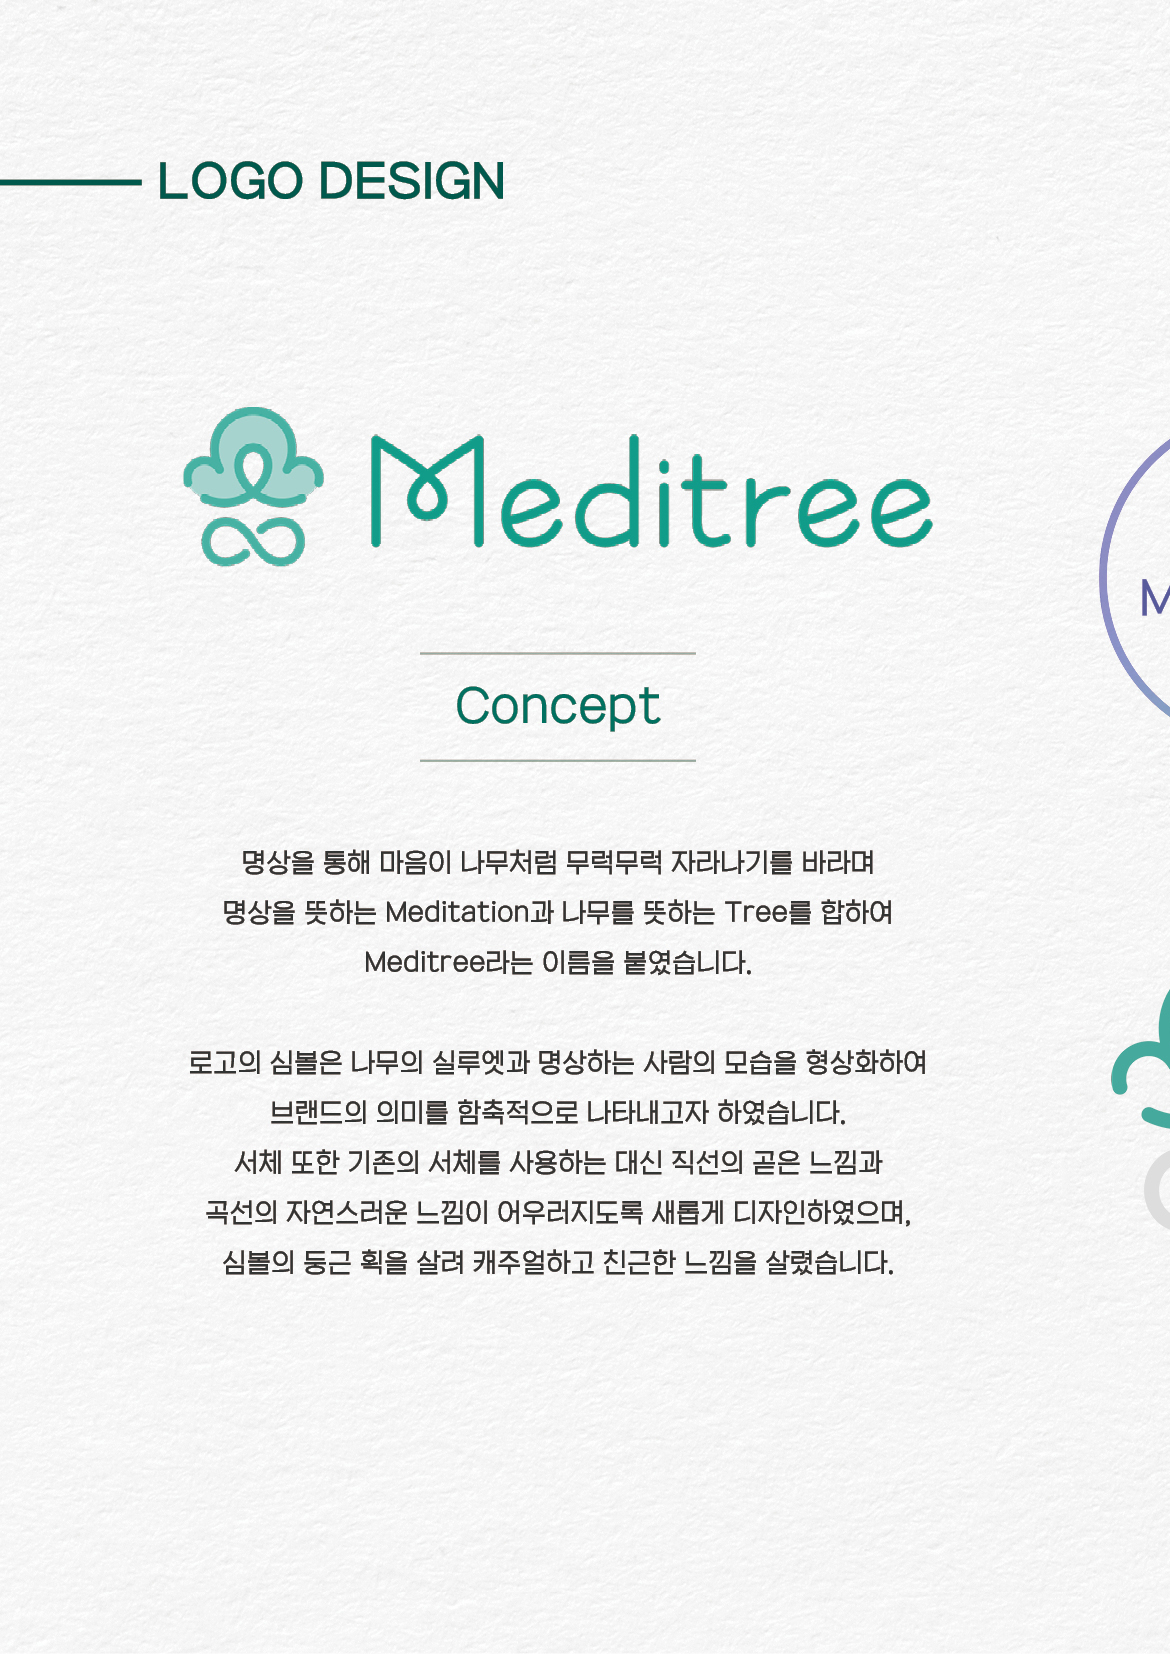 LOGO DESIGN
Meditree
M
Concept
명상을 통해 마음이 나무처럼 무럭무럭 자라나기를 바라며
명상을 뜻하는 Meditation과 나무를 뜻하는 Tree를 합하여
Meditree라는 이름을 붙였습니다.
로고의 심볼은 나무의 실루엣과 명상하는 사람의 모습을 형상화하여
브랜드의 의미를 함축적으로 나타내고자 하였습니다.
서체 또한 기존의 서체를 사용하는 대신 직선의 곧은 느낌과
곡선의 자연스러운 느낌이 어우러지도록 새롭게 디자인하였으며,
심볼의 둥근 획을 살려 캐주얼하고 친근한 느낌을 살렸습니다.